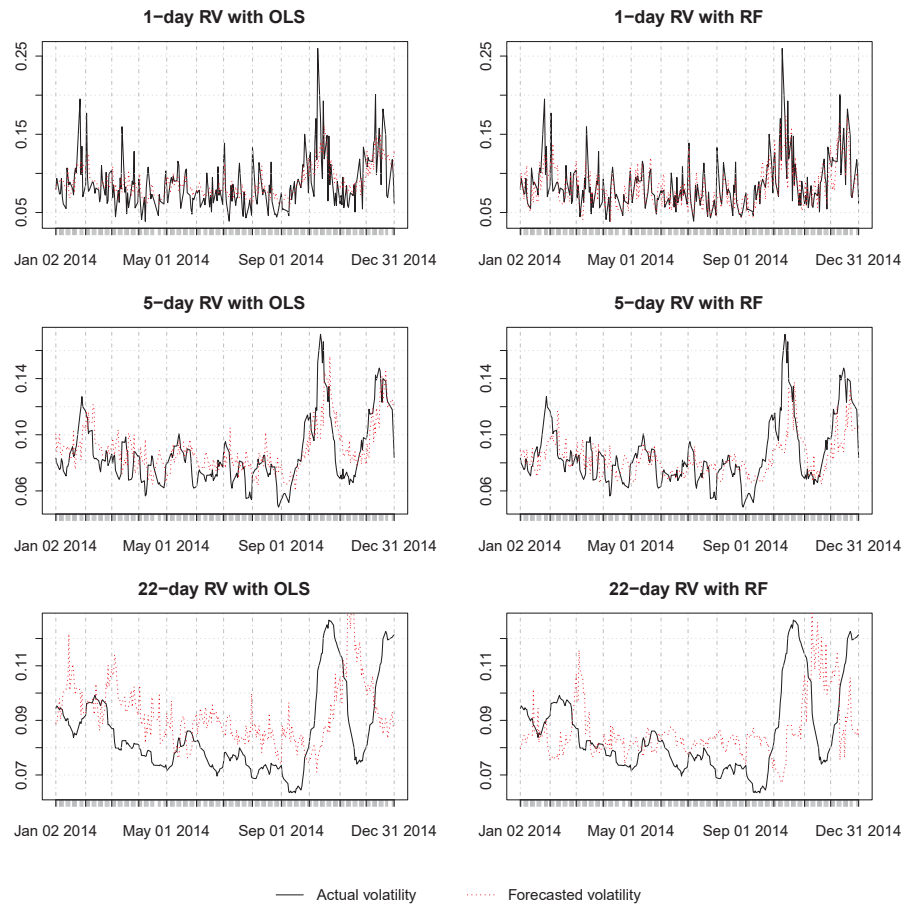 1−day RV with OLS
0.25
0.15
0.05
Jan 02 2014 May 01 2014 Sep 01 2014 Dec 31 2014
1−day RV with RF
0.25
0.15
0.05
Jan 02 2014 May 01 2014 Sep 01 2014 Dec 31 2014
5−day RV with OLS
0.14
0.10
0.06
Jan 02 2014 May 01 2014 Sep 01 2014 Dec 31 2014
5−day RV with RF
0.14
0.10
0.06
Jan 02 2014 May 01 2014 Sep 01 2014 Dec 31 2014
22−day RV with OLS
0.11
0.09
0.07
Jan 02 2014 May 01 2014 Sep 01 2014 Dec 31 2014
22−day RV with RF
0.11
0.09
0.07
Jan 02 2014 May 01 2014 Sep 01 2014 Dec 31 2014
Actual volatility
Forecasted volatility